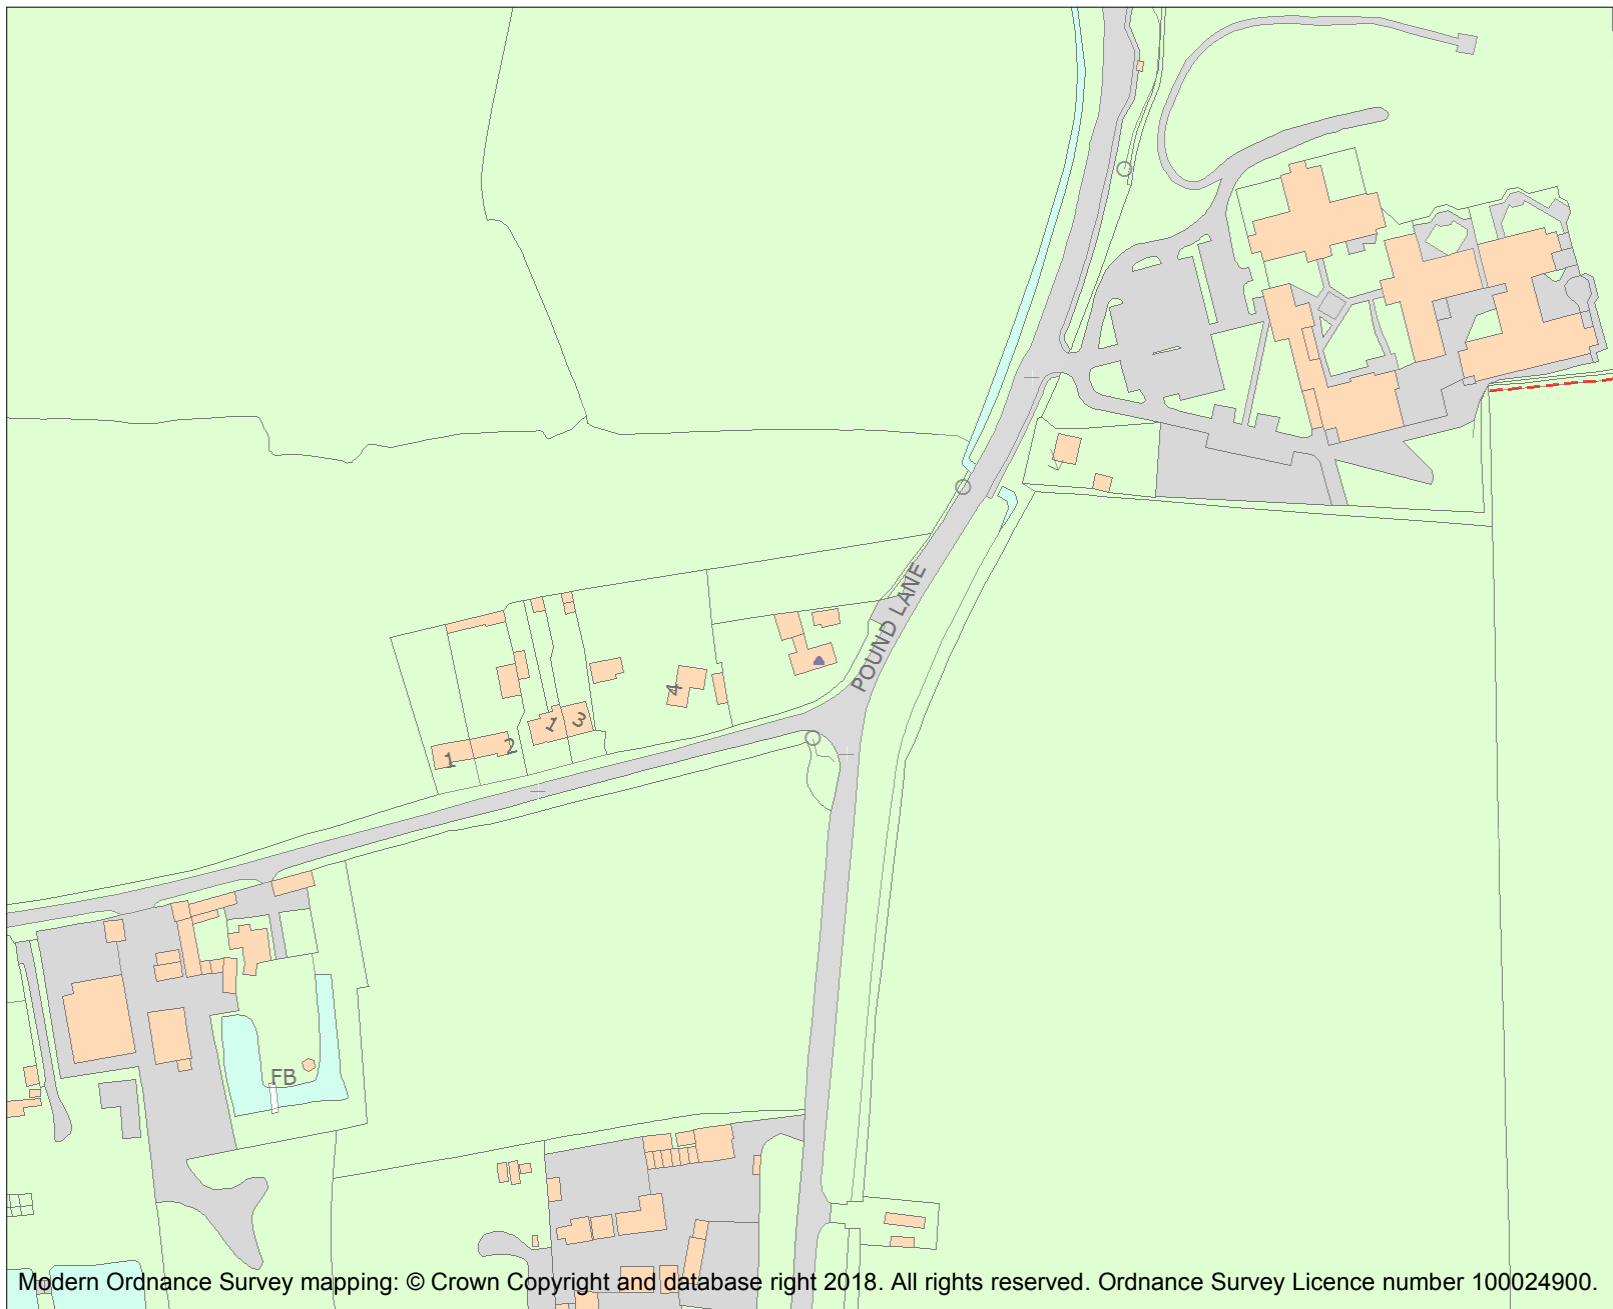 POUND LANE
4
1 3
2
1
FB
Modern Ordnance Survey mapping: © Crown Copyright and database right 2018. All rights reserved. Ordnance Survey Licence number 100024900.